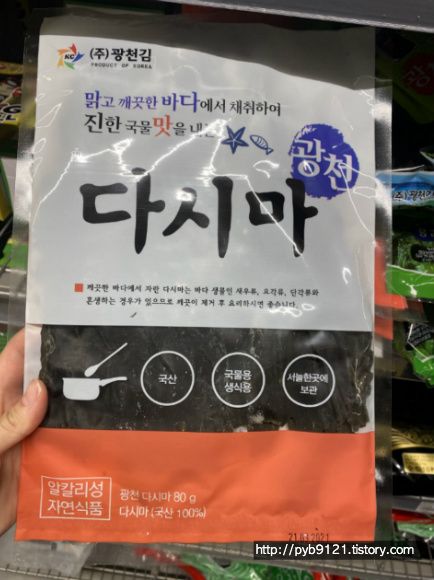 KC (주)광천김
PRODUCT OF KOREA
맑고 깨끗한 바다에서 채취하여
진한 국물맛을 내는
광천
다시마
깨끗한 바다에서 자란 다시마는 바다 생물인 새우류, 요각류, 단각류와
혼생하는 경우가 있으므로 깨끗이 제거 후 요리하시면 좋습니다.
국산
국물용
생식용
서늘한곳에
보관
알칼리성
자연식품
광천 다시마 80 g
다시마 (국산 100%)
http://pyb9121.tistory.com